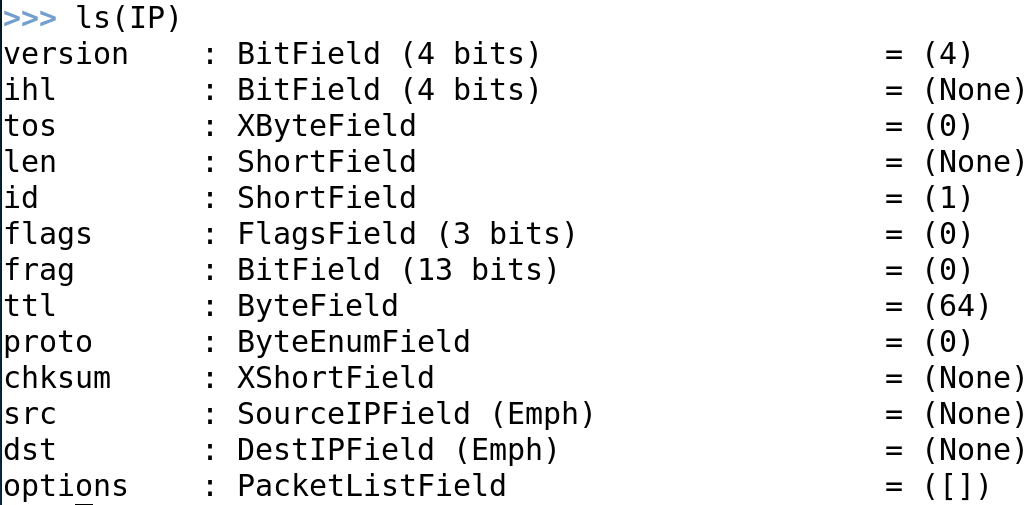 >>> ls(IP)
version    : BitField (4 bits)                   = (4)
ihl        : BitField (4 bits)                   = (None)
tos        : XByteField                          = (0)
len        : ShortField                          = (None)
id         : ShortField                          = (1)
flags      : FlagsField (3 bits)                 = (0)
frag       : BitField (13 bits)                  = (0)
ttl        : ByteField                           = (64)
proto      : ByteEnumField                       = (0)
chksum     : XShortField                         = (None)
src        : SourceIPField (Emph)                = (None)
dst        : DestIPField (Emph)                  = (None)
options    : PacketListField                     = ([])